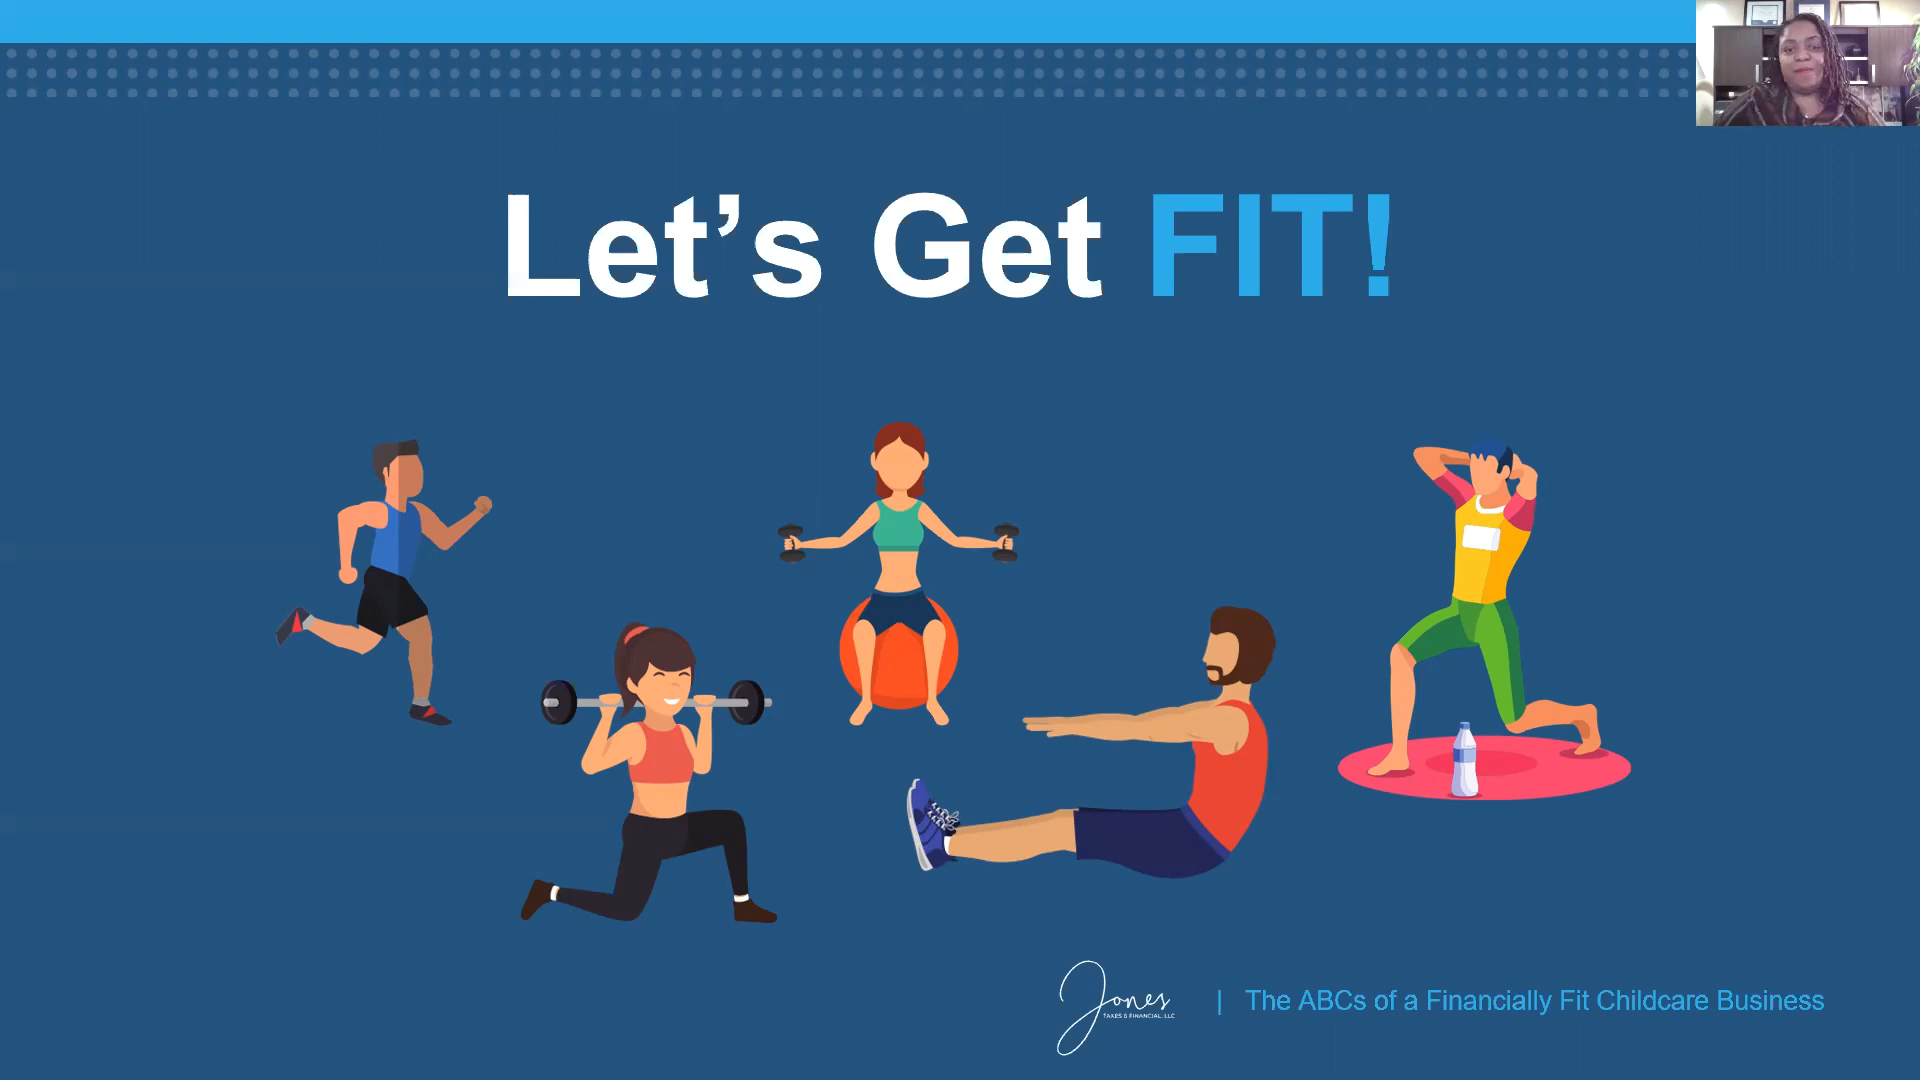 Let’s Get FIT!
Jones
TAXES & FINANCIAL, LLC
| The ABCs of a Financially Fit Childcare Business